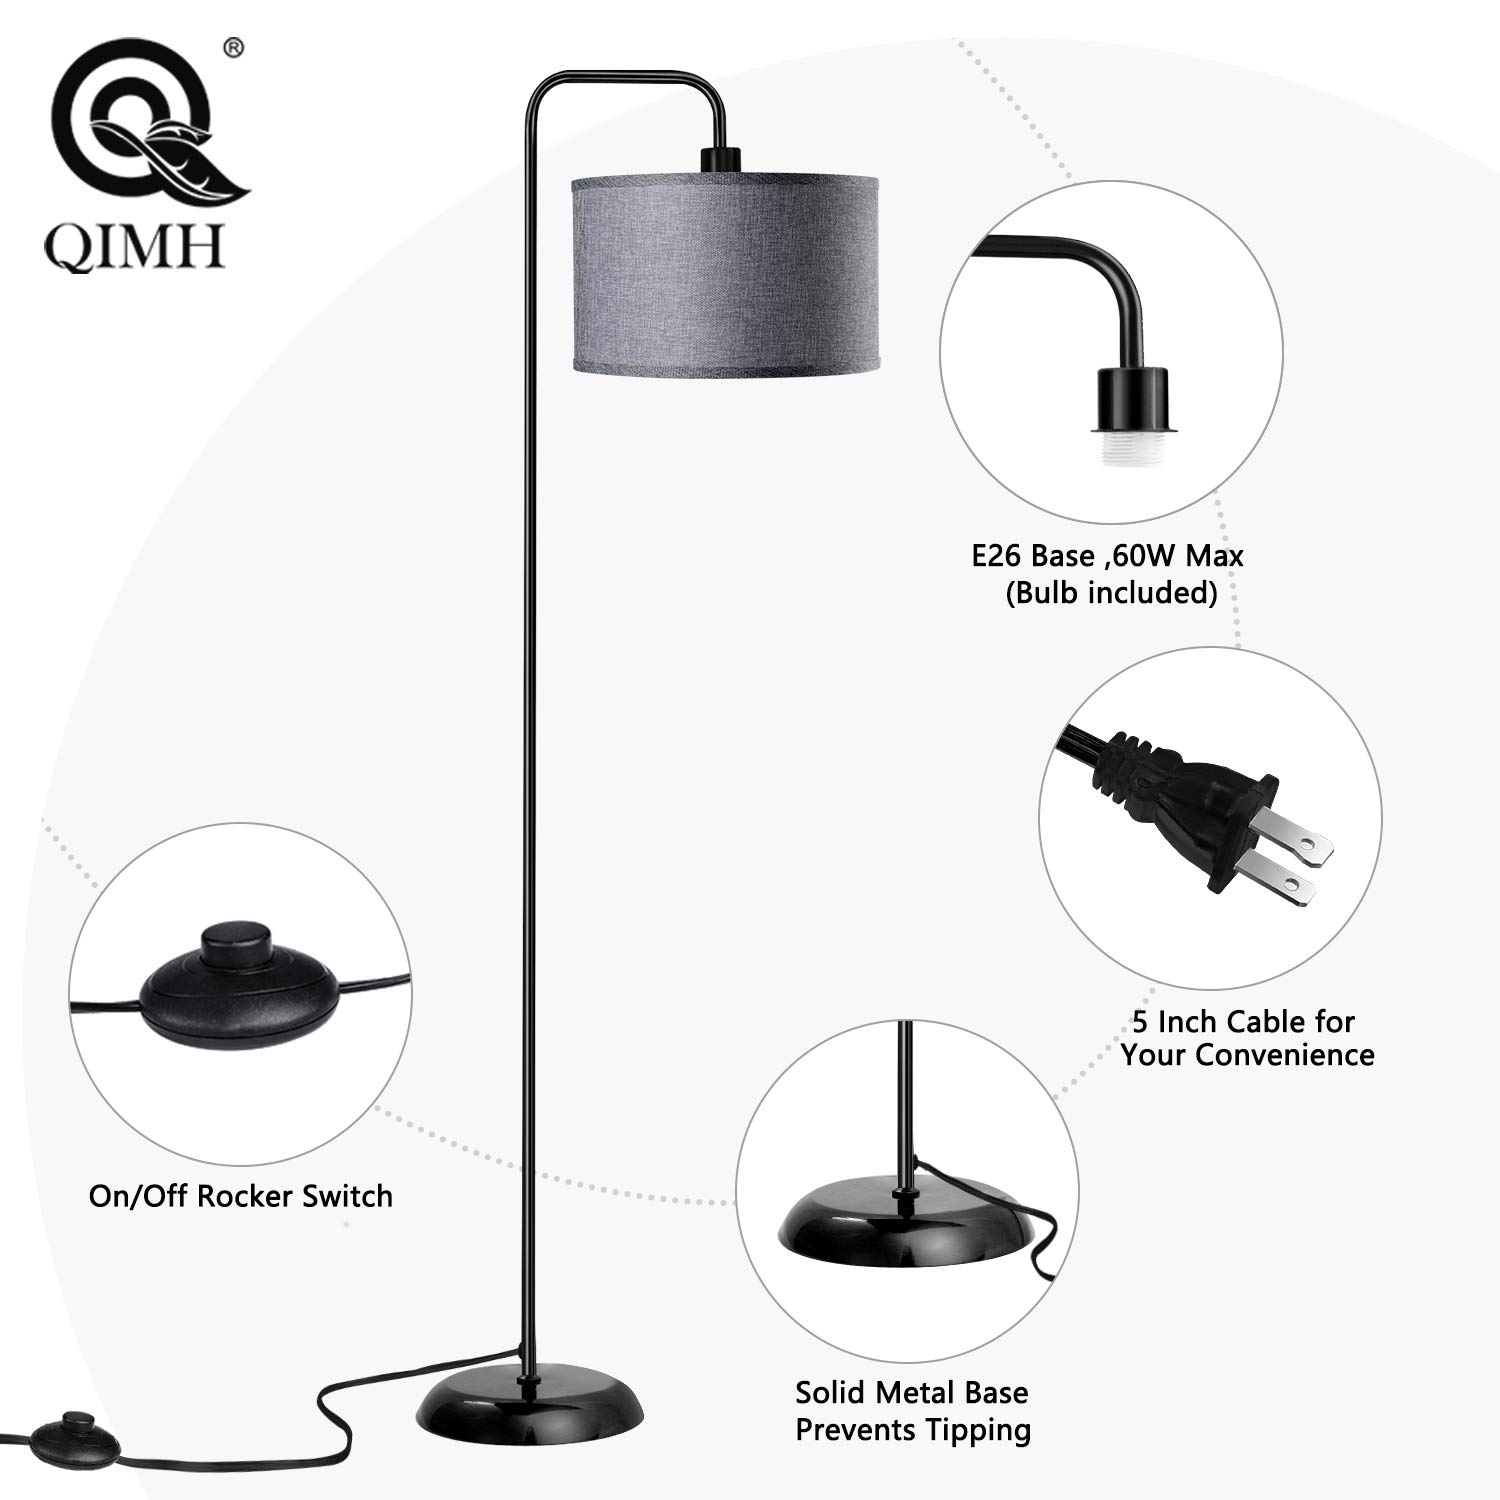 ®
QIMH
E26 Base ,60W Max
(Bulb included)
5 Inch Cable for
Your Convenience
On/Off Rocker Switch
Solid Metal Base
Prevents Tipping